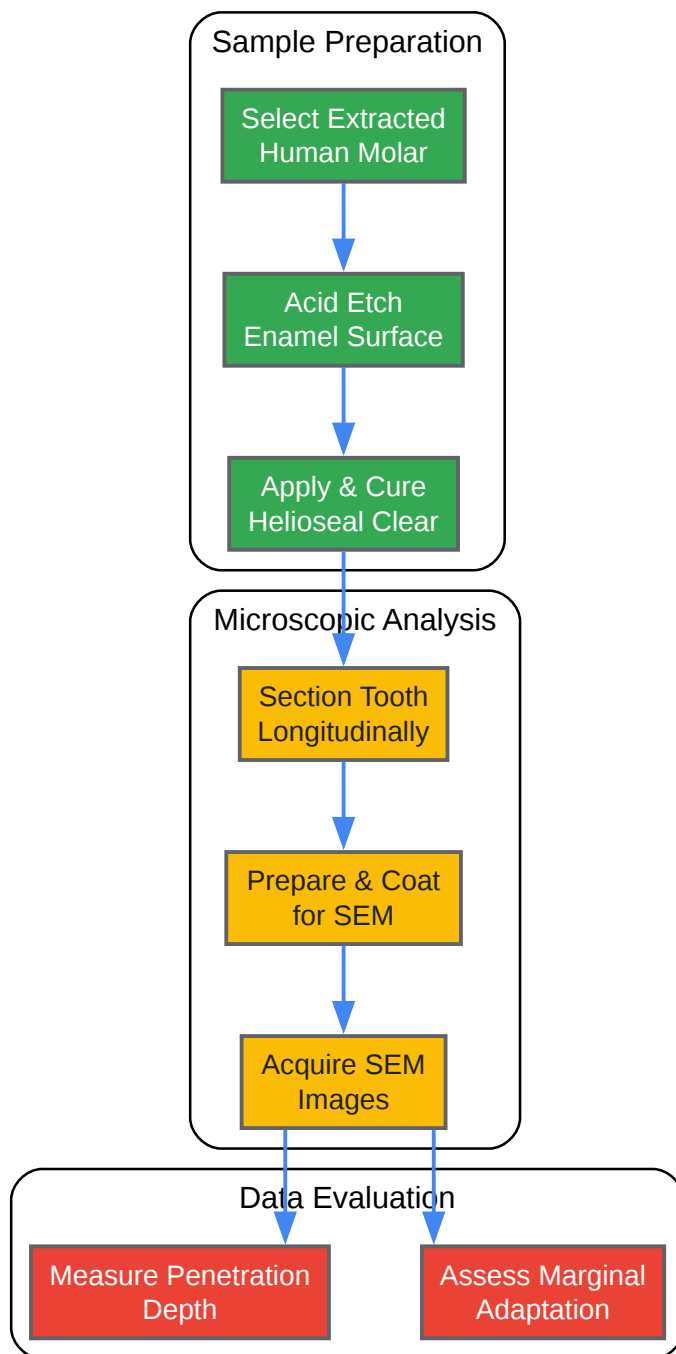 Sample Preparation
Select Extracted
Human Molar
Acid Etch
Enamel Surface
Apply & Cure
Helioseal Clear
Microscopic Analysis
Section Tooth
Longitudinally
Prepare & Coat
for SEM
Acquire SEM
Images
Data Evaluation
Measure Penetration
Depth
Assess Marginal
Adaptation